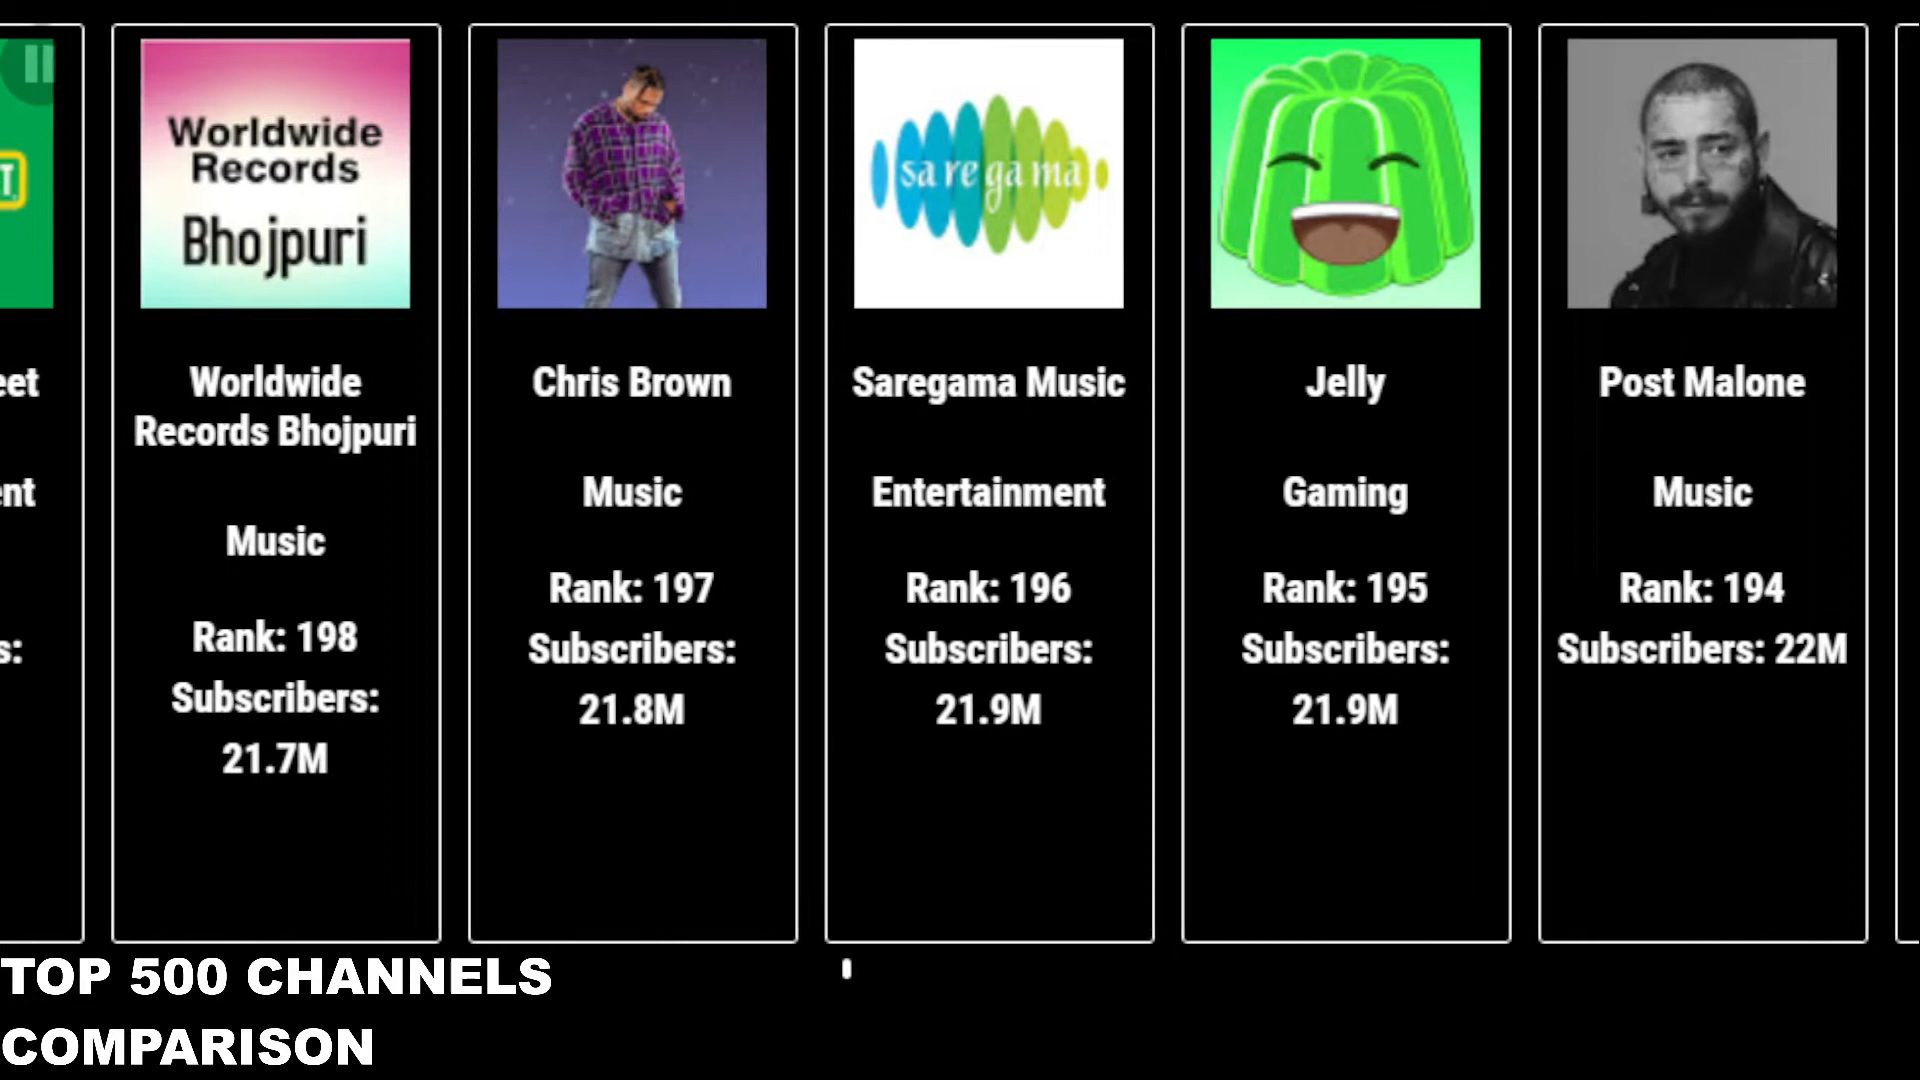 T
Worldwide
Records
Bhojpuri
sa re ga ma
eet
Worldwide
Records Bhojpuri
Chris Brown
Saregama Music
Jelly
Post Malone
ent
Music
Music
Entertainment
Gaming
Music
s:
Rank: 198
Subscribers:
21.7M
Rank: 197
Subscribers:
21.8M
Rank: 196
Subscribers:
21.9M
Rank: 195
Subscribers:
21.9M
Rank: 194
Subscribers: 22M
TOP 500 CHANNELS
COMPARISON